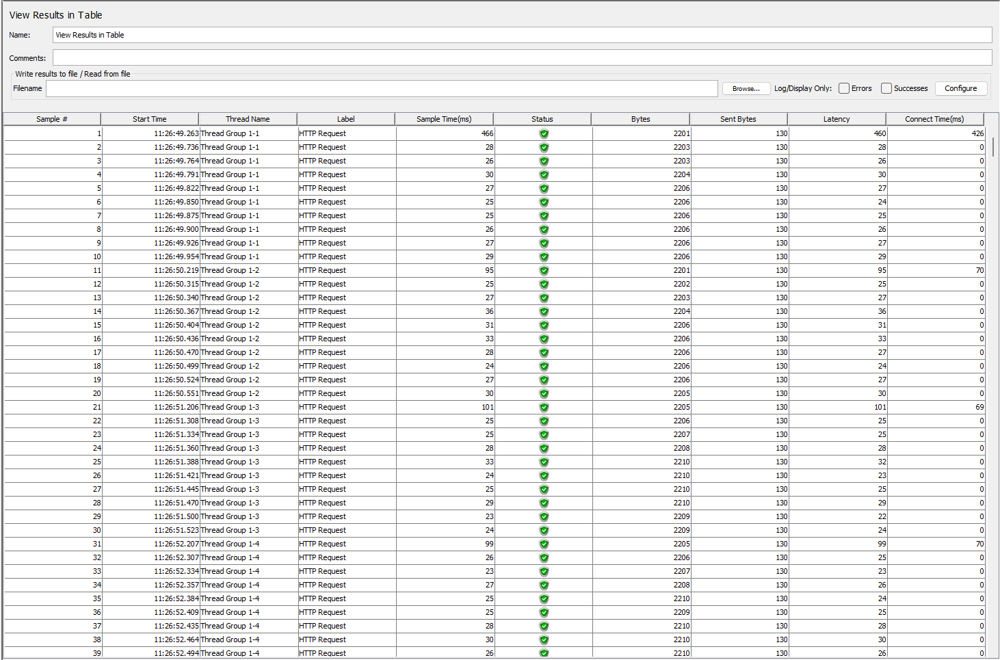 View Results in Table
Name: View Results in Table
Comments:
Write results to file / Read from file
Filename Browse... Log/Display Only: Errors Successes Configure
Sample # Start Time Thread Name Label Sample Time(ms) Status Bytes Sent Bytes Latency Connect Time(ms)
1 11:26:49.263 Thread Group 1-1 HTTP Request 466 2201 130 460 426
2 11:26:49.736 Thread Group 1-1 HTTP Request 28 2203 130 28 0
3 11:26:49.764 Thread Group 1-1 HTTP Request 26 2203 130 26 0
4 11:26:49.791 Thread Group 1-1 HTTP Request 30 2204 130 30 0
5 11:26:49.822 Thread Group 1-1 HTTP Request 27 2206 130 27 0
6 11:26:49.850 Thread Group 1-1 HTTP Request 25 2206 130 24 0
7 11:26:49.875 Thread Group 1-1 HTTP Request 25 2206 130 25 0
8 11:26:49.900 Thread Group 1-1 HTTP Request 26 2206 130 26 0
9 11:26:49.926 Thread Group 1-1 HTTP Request 27 2206 130 27 0
10 11:26:49.954 Thread Group 1-1 HTTP Request 29 2206 130 29 0
11 11:26:50.219 Thread Group 1-2 HTTP Request 95 2201 130 95 70
12 11:26:50.315 Thread Group 1-2 HTTP Request 25 2202 130 25 0
13 11:26:50.340 Thread Group 1-2 HTTP Request 27 2203 130 27 0
14 11:26:50.367 Thread Group 1-2 HTTP Request 36 2204 130 36 0
15 11:26:50.404 Thread Group 1-2 HTTP Request 31 2206 130 31 0
16 11:26:50.436 Thread Group 1-2 HTTP Request 33 2206 130 33 0
17 11:26:50.470 Thread Group 1-2 HTTP Request 28 2206 130 27 0
18 11:26:50.499 Thread Group 1-2 HTTP Request 24 2206 130 24 0
19 11:26:50.524 Thread Group 1-2 HTTP Request 27 2206 130 27 0
20 11:26:50.551 Thread Group 1-2 HTTP Request 30 2205 130 30 0
21 11:26:51.206 Thread Group 1-3 HTTP Request 101 2205 130 101 69
22 11:26:51.308 Thread Group 1-3 HTTP Request 25 2206 130 25 0
23 11:26:51.334 Thread Group 1-3 HTTP Request 25 2207 130 25 0
24 11:26:51.360 Thread Group 1-3 HTTP Request 28 2208 130 28 0
25 11:26:51.388 Thread Group 1-3 HTTP Request 33 2210 130 32 0
26 11:26:51.421 Thread Group 1-3 HTTP Request 24 2210 130 23 0
27 11:26:51.445 Thread Group 1-3 HTTP Request 25 2210 130 25 0
28 11:26:51.470 Thread Group 1-3 HTTP Request 29 2210 130 29 0
29 11:26:51.500 Thread Group 1-3 HTTP Request 23 2209 130 22 0
30 11:26:51.523 Thread Group 1-3 HTTP Request 24 2209 130 24 0
31 11:26:52.207 Thread Group 1-4 HTTP Request 99 2205 130 99 70
32 11:26:52.307 Thread Group 1-4 HTTP Request 26 2206 130 25 0
33 11:26:52.334 Thread Group 1-4 HTTP Request 23 2207 130 23 0
34 11:26:52.357 Thread Group 1-4 HTTP Request 27 2208 130 26 0
35 11:26:52.384 Thread Group 1-4 HTTP Request 25 2210 130 24 0
36 11:26:52.409 Thread Group 1-4 HTTP Request 25 2209 130 25 0
37 11:26:52.435 Thread Group 1-4 HTTP Request 28 2210 130 28 0
38 11:26:52.464 Thread Group 1-4 HTTP Request 30 2210 130 30 0
39 11:26:52.494 Thread Group 1-4 HTTP Request 26 2210 130 26 0